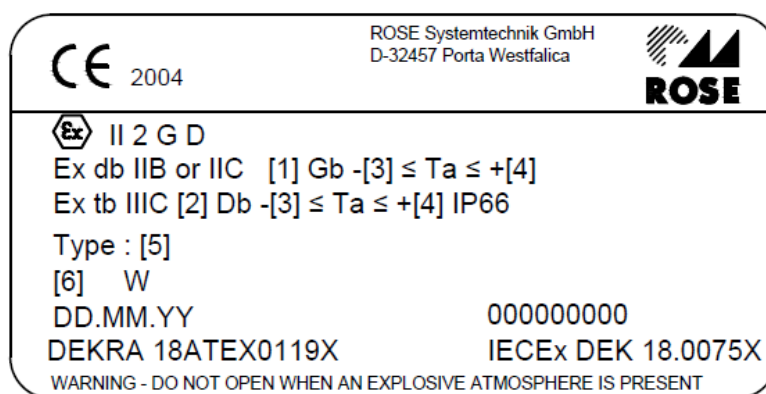 CE 2004
ROSE Systemtechnik GmbH
D-32457 Porta Westfalica
ROSE
Ex II 2 G D
Ex db IIB or IIC [1] Gb -[3] ≤ Ta ≤ +[4]
Ex tb IIIC [2] Db -[3] ≤ Ta ≤ +[4] IP66
Type : [5]
[6] W
DD.MM.YY 000000000
DEKRA 18ATEX0119X IECEx DEK 18.0075X
WARNING - DO NOT OPEN WHEN AN EXPLOSIVE ATMOSPHERE IS PRESENT